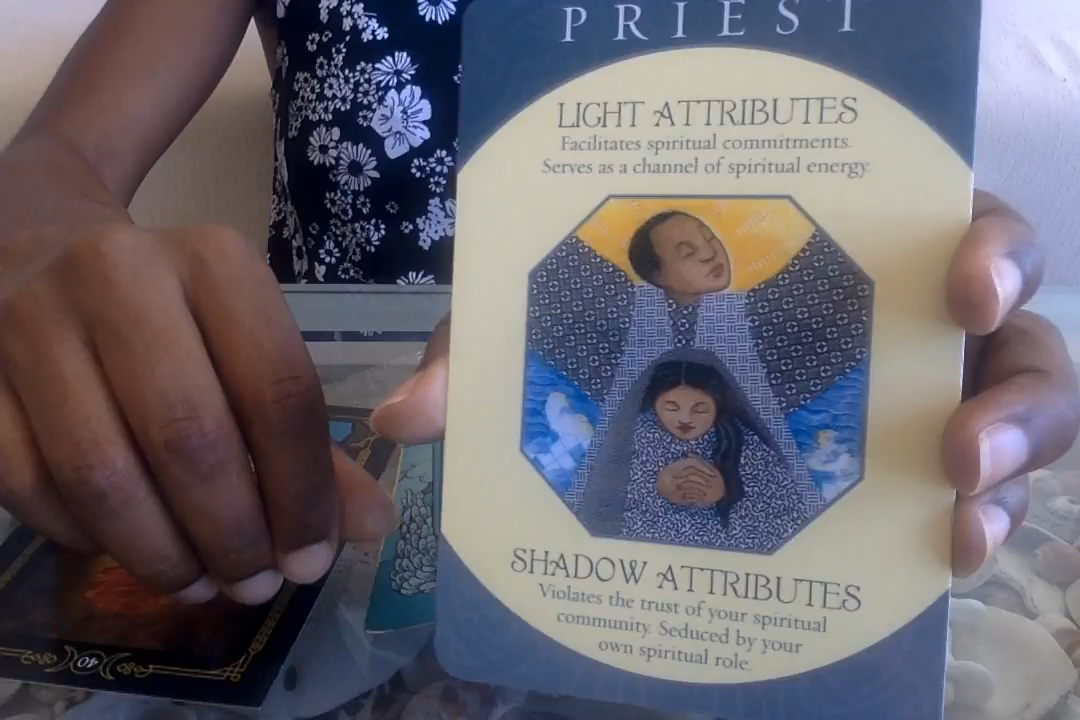 PRIEST
LIGHT ATTRIBUTES
Facilitates spiritual commitments.
Serves as a channel of spiritual energy.
SHADOW ATTRIBUTES
Violates the trust of your spiritual
community. Seduced by your
own spiritual role.
40